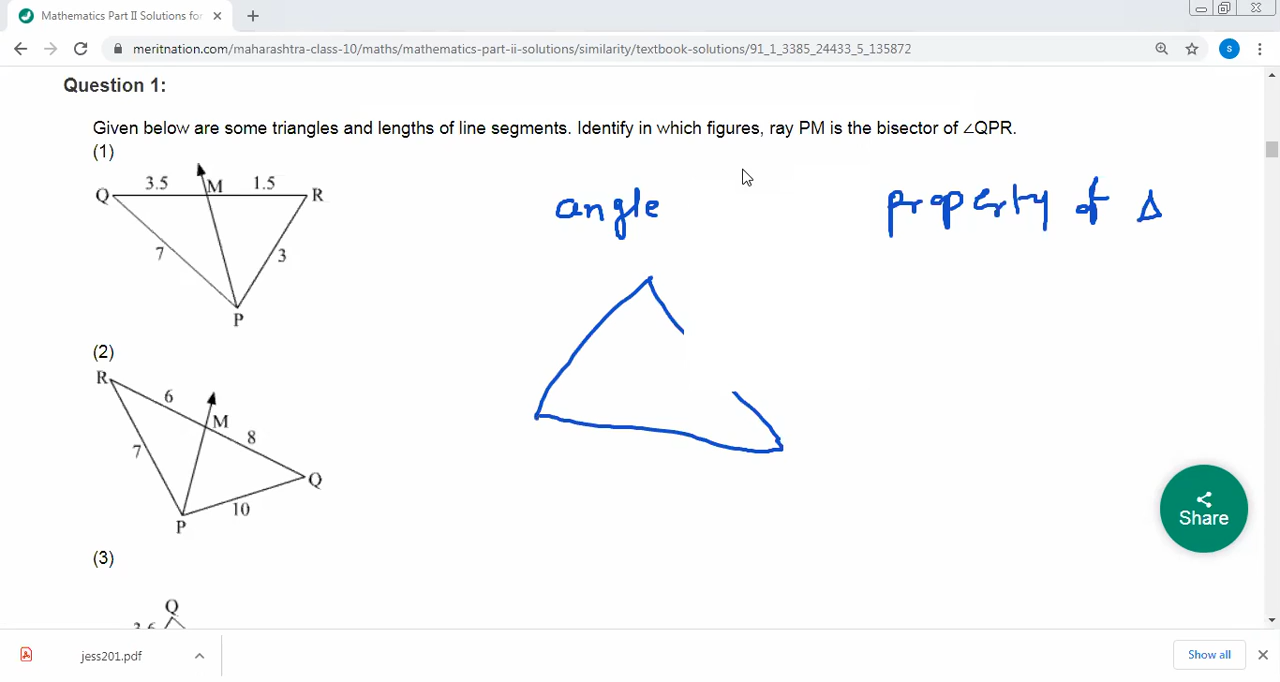 Mathematics Part II Solutions for
meritnation.com/maharashtra-class-10/maths/mathematics-part-ii-solutions/similarity/textbook-solutions/91_1_3385_24433_5_135872
S
Question 1:
Given below are some triangles and lengths of line segments. Identify in which figures, ray PM is the bisector of ∠QPR.
(1)
Q 3.5 M 1.5 R
7 3
P
angle property of Δ
(2)
R 6 M 8 Q
7 10
P
(3)
Q
3.6
Share
jess201.pdf
Show all